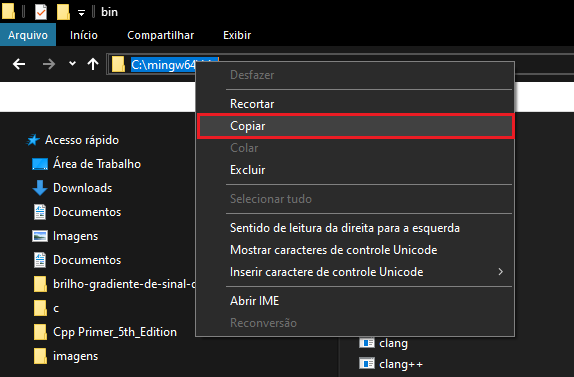 bin
Arquivo Início Compartilhar Exibir
C:\mingw64
Desfazer
Recortar
Copiar
Colar
Excluir
Selecionar tudo
Sentido de leitura da direita para a esquerda
Mostrar caracteres de controle Unicode
Inserir caractere de controle Unicode
Abrir IME
Reconversão
Acesso rápido
Área de Trabalho
Downloads
Documentos
Imagens
Documentos
brilho-gradiente-de-sinal-c
c
Cpp Primer_5th_Edition
imagens
clang
clang++